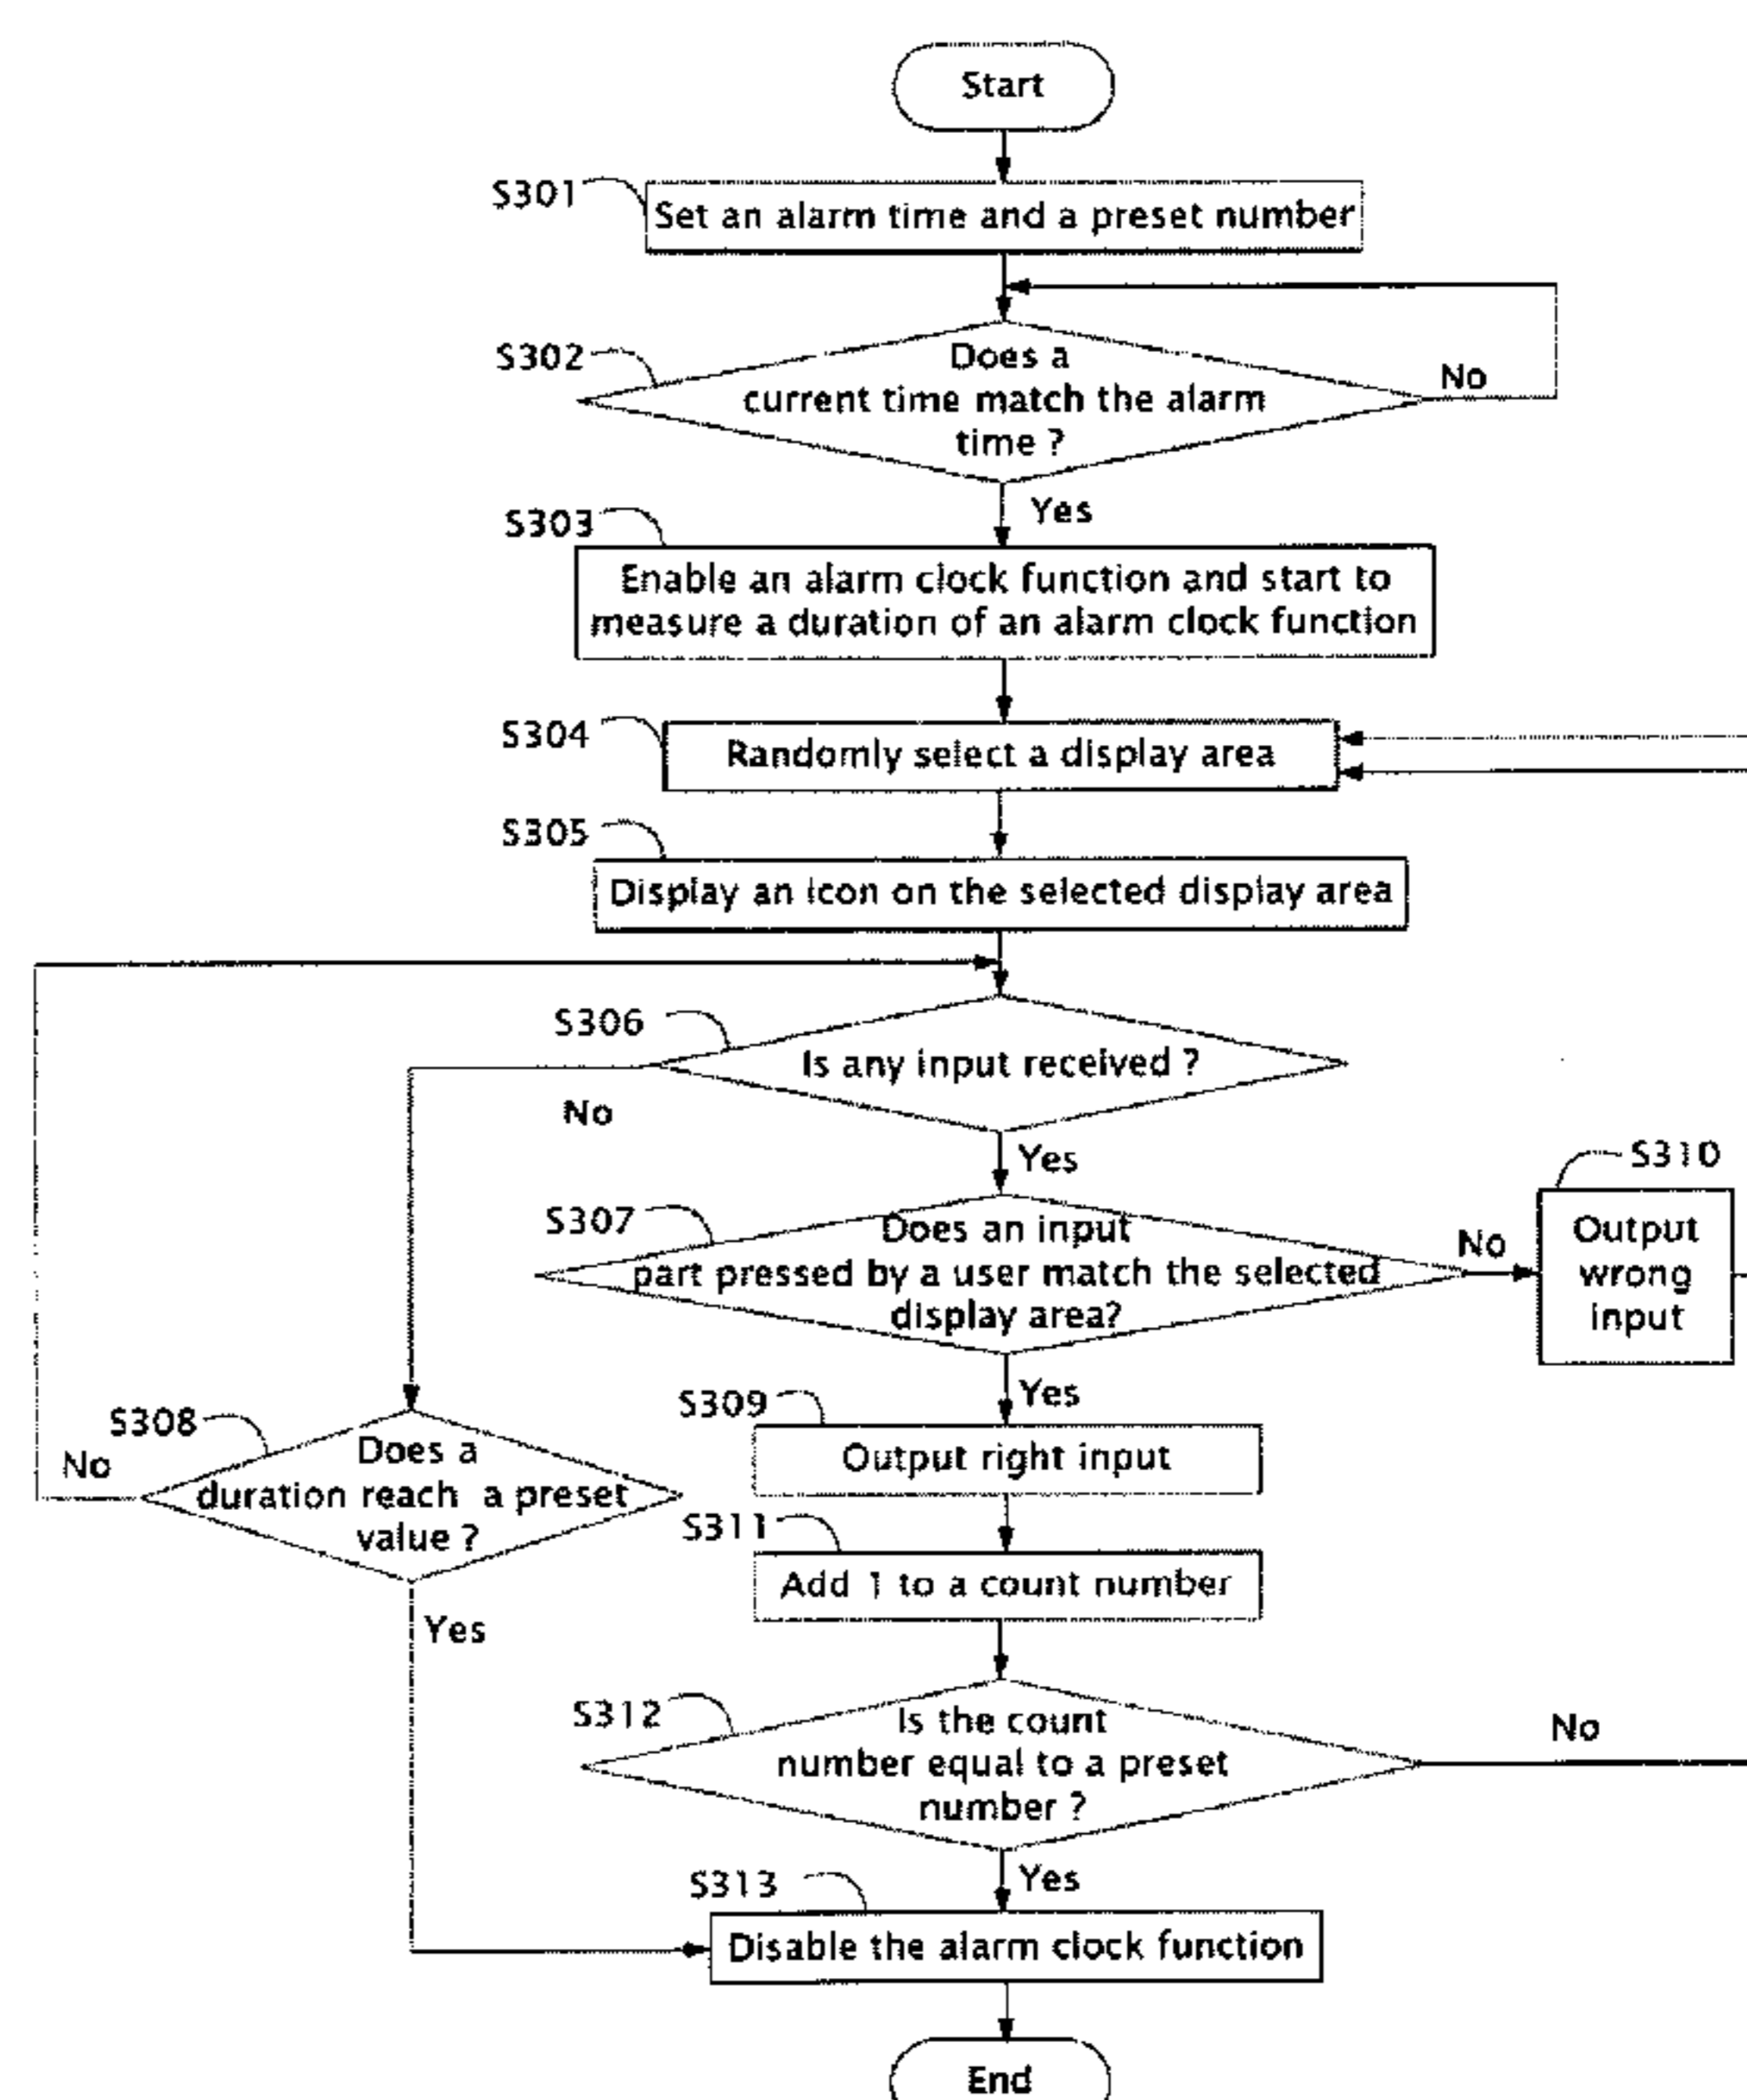 Start
S301
Set an alarm time and a preset number
S302
Does a
current time match the alarm
time ?
No
Yes
S303
Enable an alarm clock function and start to
measure a duration of an alarm clock function
S304
Randomly select a display area
S305
Display an icon on the selected display area
S306
Is any input received ?
No
Yes
S307
Does an input
part pressed by a user match the selected
display area?
No
S310
Output
wrong
input
Yes
S308
Does a
duration reach a preset
value ?
No
Yes
S309
Output right input
S311
Add 1 to a count number
S312
Is the count
number equal to a preset
number ?
No
Yes
S313
Disable the alarm clock function
End